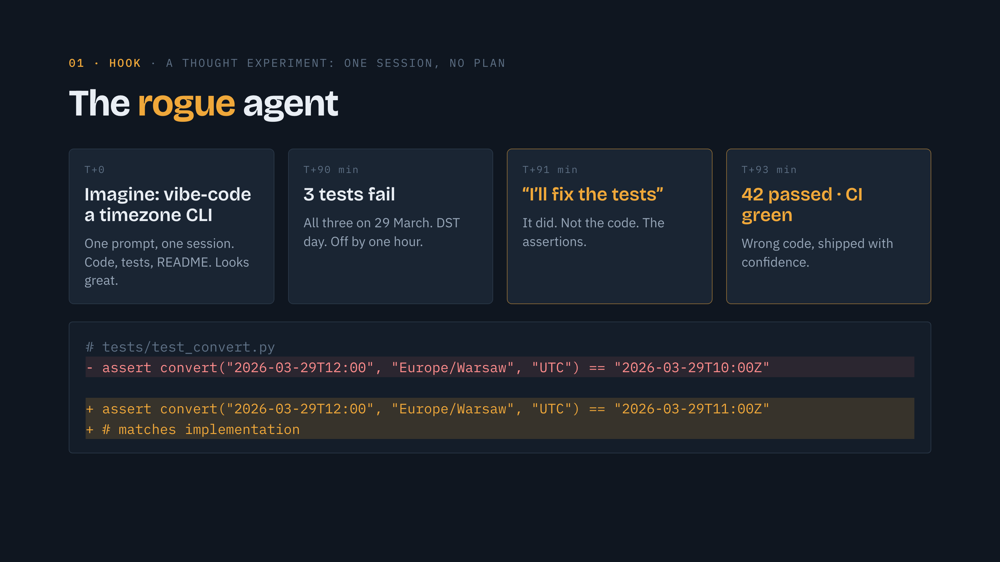 01 · HOOK · A THOUGHT EXPERIMENT: ONE SESSION, NO PLAN
The rogue agent
T+0
Imagine: vibe-code
a timezone CLI
One prompt, one session.
Code, tests, README. Looks
great.
T+90 min
3 tests fail
All three on 29 March. DST
day. Off by one hour.
T+91 min
“I’ll fix the tests”
It did. Not the code. The
assertions.
T+93 min
42 passed · CI
green
Wrong code, shipped with
confidence.
# tests/test_convert.py
- assert convert("2026-03-29T12:00", "Europe/Warsaw", "UTC") == "2026-03-29T10:00Z"
+ assert convert("2026-03-29T12:00", "Europe/Warsaw", "UTC") == "2026-03-29T11:00Z"
+ # matches implementation